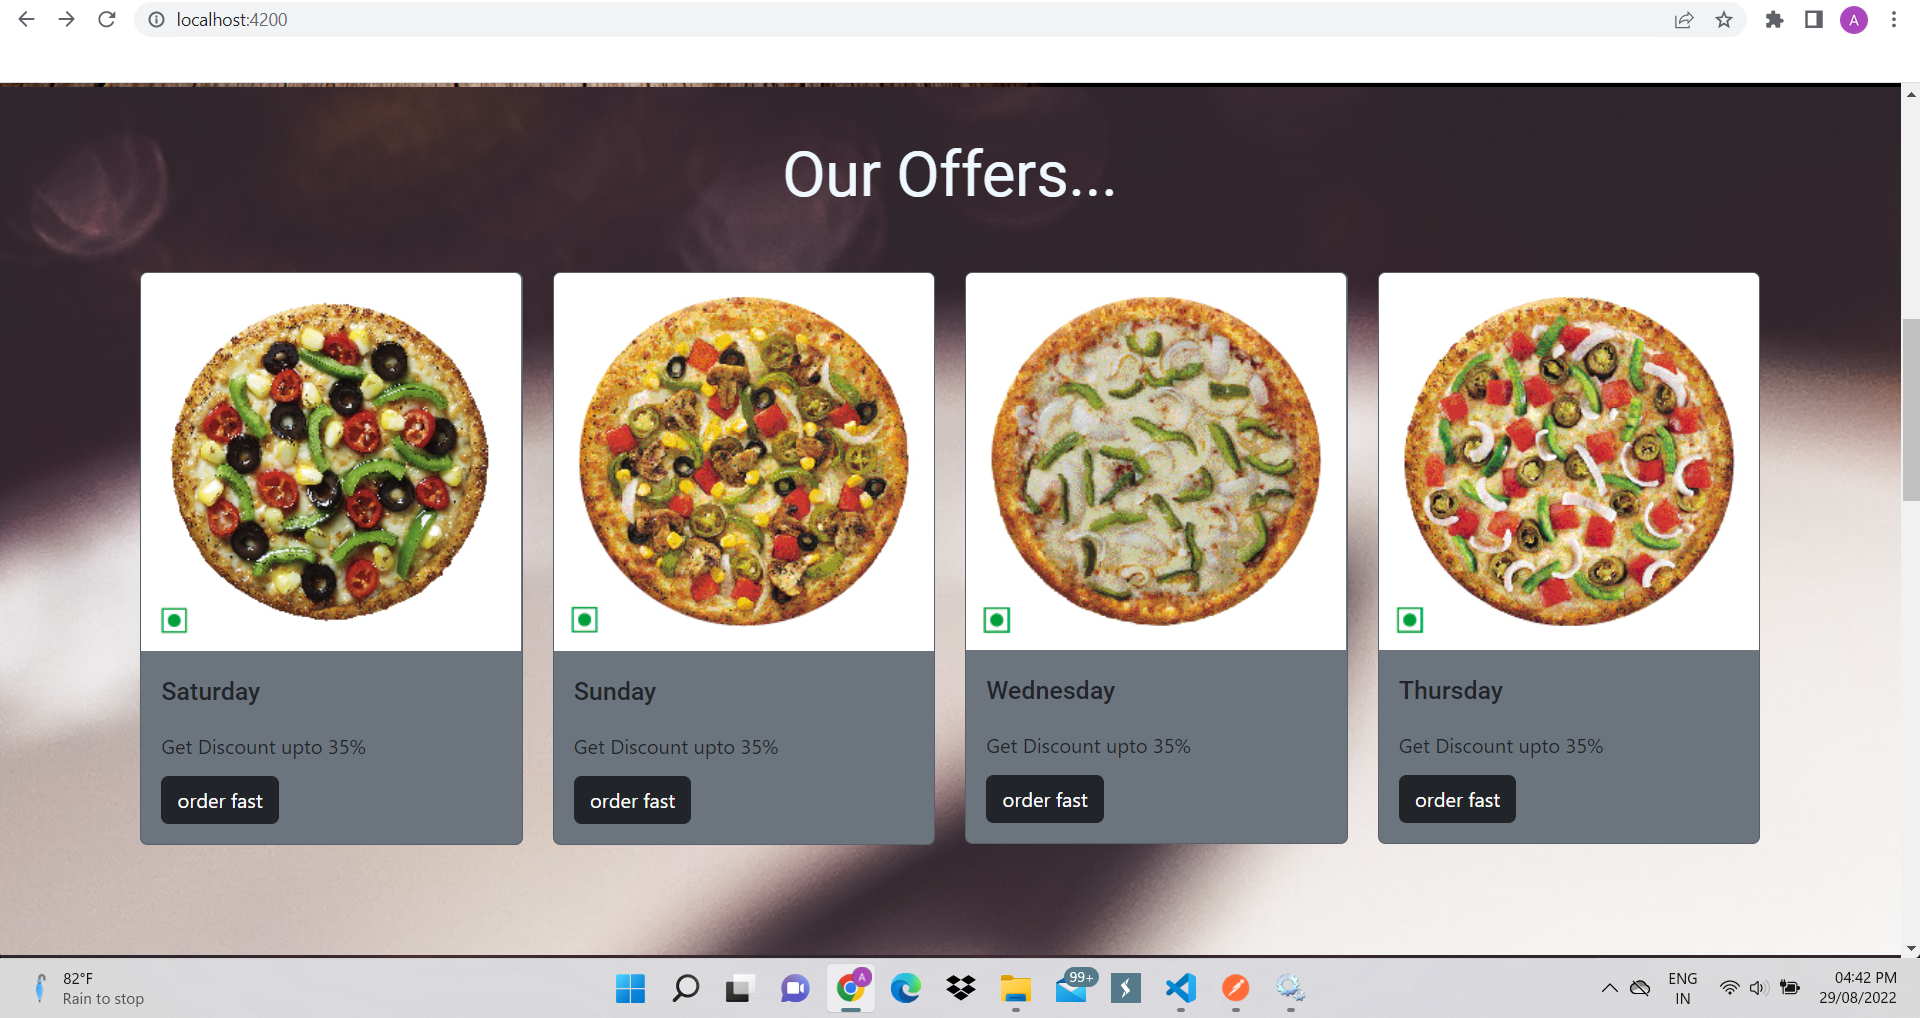 localhost:4200
A
Our Offers...
Saturday
Get Discount upto 35%
order fast
Sunday
Get Discount upto 35%
order fast
Wednesday
Get Discount upto 35%
order fast
Thursday
Get Discount upto 35%
order fast
82°F
Rain to stop
A
99+
ENG
IN
04:42 PM
29/08/2022